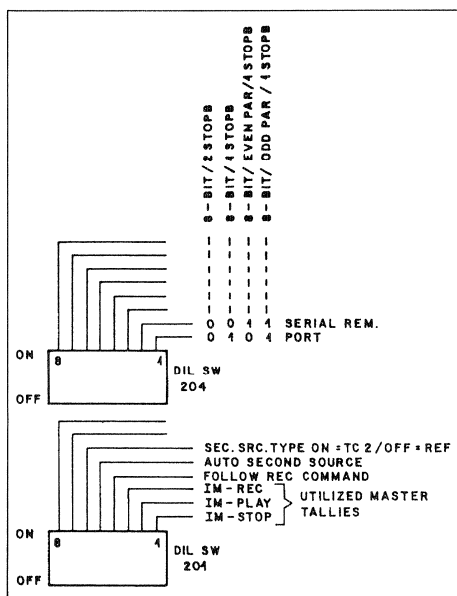 8-BIT/2 STOPB
8-BIT/1 STOPB
8-BIT/EVEN PAR/1 STOPB
8-BIT/ODD PAR/1 STOPB
0 0 1 1 SERIAL REM.
0 1 0 1 PORT
ON
8 1
DIL SW
204
OFF
SEC. SRC. TYPE ON = TC 2 / OFF = REF
AUTO SECOND SOURCE
FOLLOW REC COMMAND
IM-REC
IM-PLAY
IM-STOP
UTILIZED MASTER
TALLIES
ON
8 1
DIL SW
201
OFF